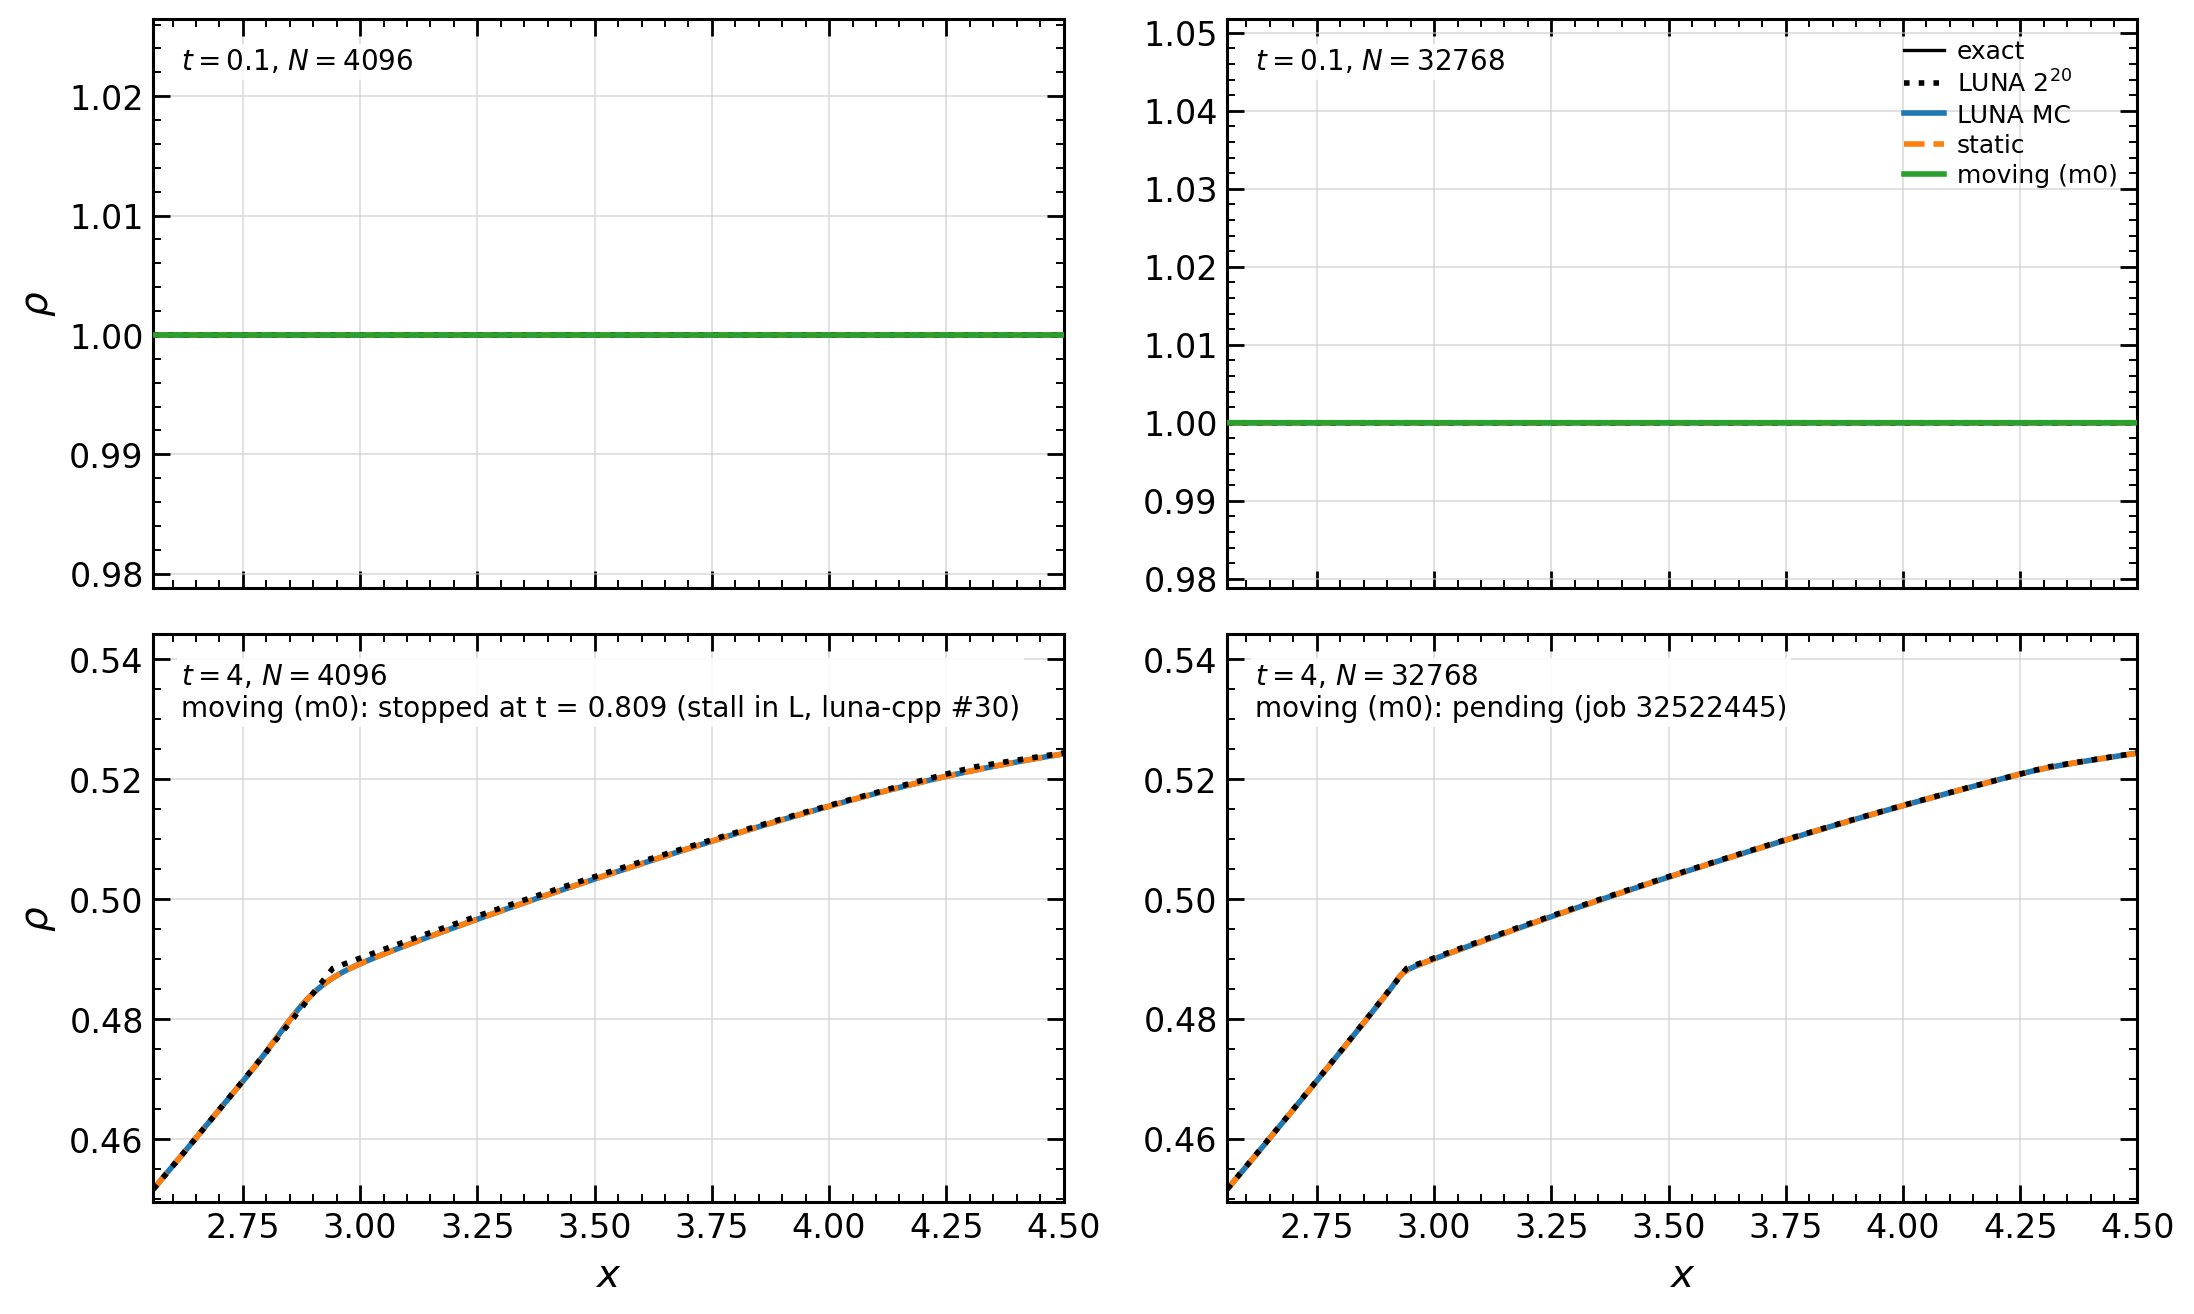 t = 0.1, N = 4096
1.02
1.01
1.00
0.99
0.98
ρ
t = 0.1, N = 32768
exact
LUNA 2^20
LUNA MC
static
moving (m0)
1.05
1.04
1.03
1.02
1.01
1.00
0.99
0.98
t = 4, N = 4096
moving (m0): stopped at t = 0.809 (stall in L, luna-cpp #30)
0.54
0.52
0.50
0.48
0.46
ρ
2.75 3.00 3.25 3.50 3.75 4.00 4.25 4.50
x
t = 4, N = 32768
moving (m0): pending (job 32522445)
0.54
0.52
0.50
0.48
0.46
2.75 3.00 3.25 3.50 3.75 4.00 4.25 4.50
x